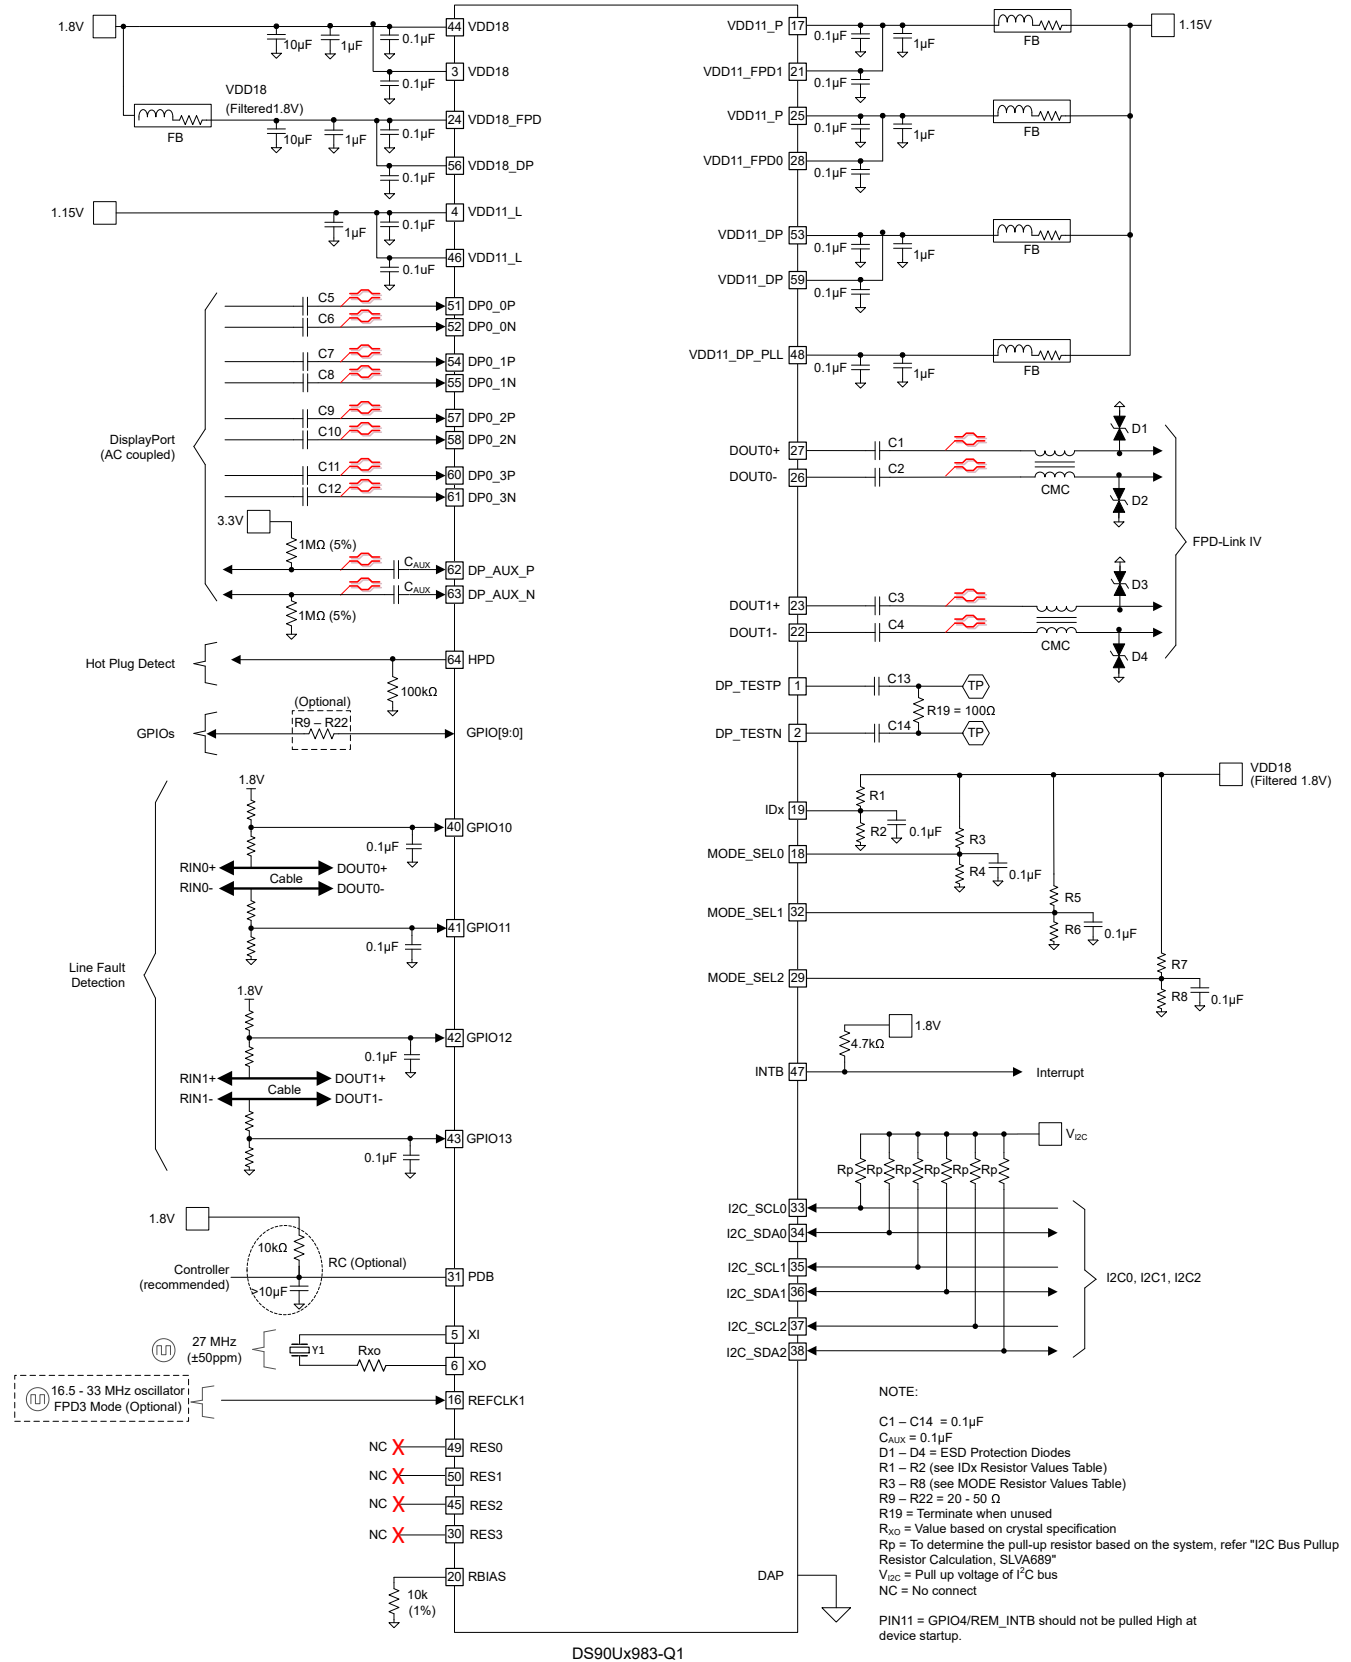 1.8V
10µF
1µF
0.1µF
44 VDD18
3 VDD18
0.1µF
VDD18
(Filtered1.8V)
FB
10µF
1µF
0.1µF
24 VDD18_FPD
56 VDD18_DP
0.1µF
1.15V
1µF
0.1µF
4 VDD11_L
46 VDD11_L
0.1uF
DisplayPort
(AC coupled)
C5
51 DP0_0P
C6
52 DP0_0N
C7
54 DP0_1P
C8
55 DP0_1N
C9
57 DP0_2P
C10
58 DP0_2N
C11
60 DP0_3P
C12
61 DP0_3N
3.3V
1MΩ (5%)
CAUX
62 DP_AUX_P
CAUX
63 DP_AUX_N
1MΩ (5%)
Hot Plug Detect
64 HPD
100kΩ
(Optional)
R9 – R22
GPIOs
GPIO[9:0]
Line Fault
Detection
1.8V
40 GPIO10
0.1µF
RIN0+
DOUT0+
Cable
RIN0-
DOUT0-
41 GPIO11
0.1µF
1.8V
42 GPIO12
0.1µF
RIN1+
DOUT1+
Cable
RIN1-
DOUT1-
43 GPIO13
0.1µF
1.8V
10kΩ
RC (Optional)
Controller
(recommended)
31 PDB
>10µF
27 MHz
(±50ppm)
Y1
5 XI
Rxo
6 XO
16.5 - 33 MHz oscillator
FPD3 Mode (Optional)
16 REFCLK1
NC
49 RES0
NC
50 RES1
NC
45 RES2
NC
30 RES3
20 RBIAS
10k
(1%)
VDD11_P 17
0.1µF
1µF
FB
1.15V
VDD11_FPD1 21
0.1µF
VDD11_P 25
0.1µF
1µF
FB
VDD11_FPD0 28
0.1µF
VDD11_DP 53
0.1µF
1µF
FB
VDD11_DP 59
0.1µF
VDD11_DP_PLL 48
0.1µF
1µF
FB
DOUT0+ 27
C1
D1
DOUT0- 26
C2
CMC
D2
FPD-Link IV
D3
DOUT1+ 23
C3
DOUT1- 22
C4
CMC
D4
DP_TESTP 1
C13
TP
R19 = 100Ω
DP_TESTN 2
C14
TP
VDD18
(Filtered 1.8V)
IDx 19
R1
R2
0.1µF
MODE_SEL0 18
R3
R4
0.1µF
MODE_SEL1 32
R5
R6
0.1µF
MODE_SEL2 29
R7
R8
0.1µF
1.8V
4.7kΩ
INTB 47
Interrupt
VI2C
Rp Rp Rp Rp Rp Rp
I2C_SCL0 33
I2C_SDA0 34
I2C_SCL1 35
I2C_SDA1 36
I2C_SCL2 37
I2C_SDA2 38
I2C0, I2C1, I2C2
NOTE:
C1 – C14 = 0.1µF
CAUX = 0.1µF
D1 – D4 = ESD Protection Diodes
R1 – R2 (see IDx Resistor Values Table)
R3 – R8 (see MODE Resistor Values Table)
R9 – R22 = 20 - 50 Ω
R19 = Terminate when unused
RXO = Value based on crystal specification
Rp = To determine the pull-up resistor based on the system, refer "I2C Bus Pullup
Resistor Calculation, SLVA689"
VI2C = Pull up voltage of I²C bus
NC = No connect
PIN11 = GPIO4/REM_INTB should not be pulled High at
device startup.
DAP
DS90Ux983-Q1